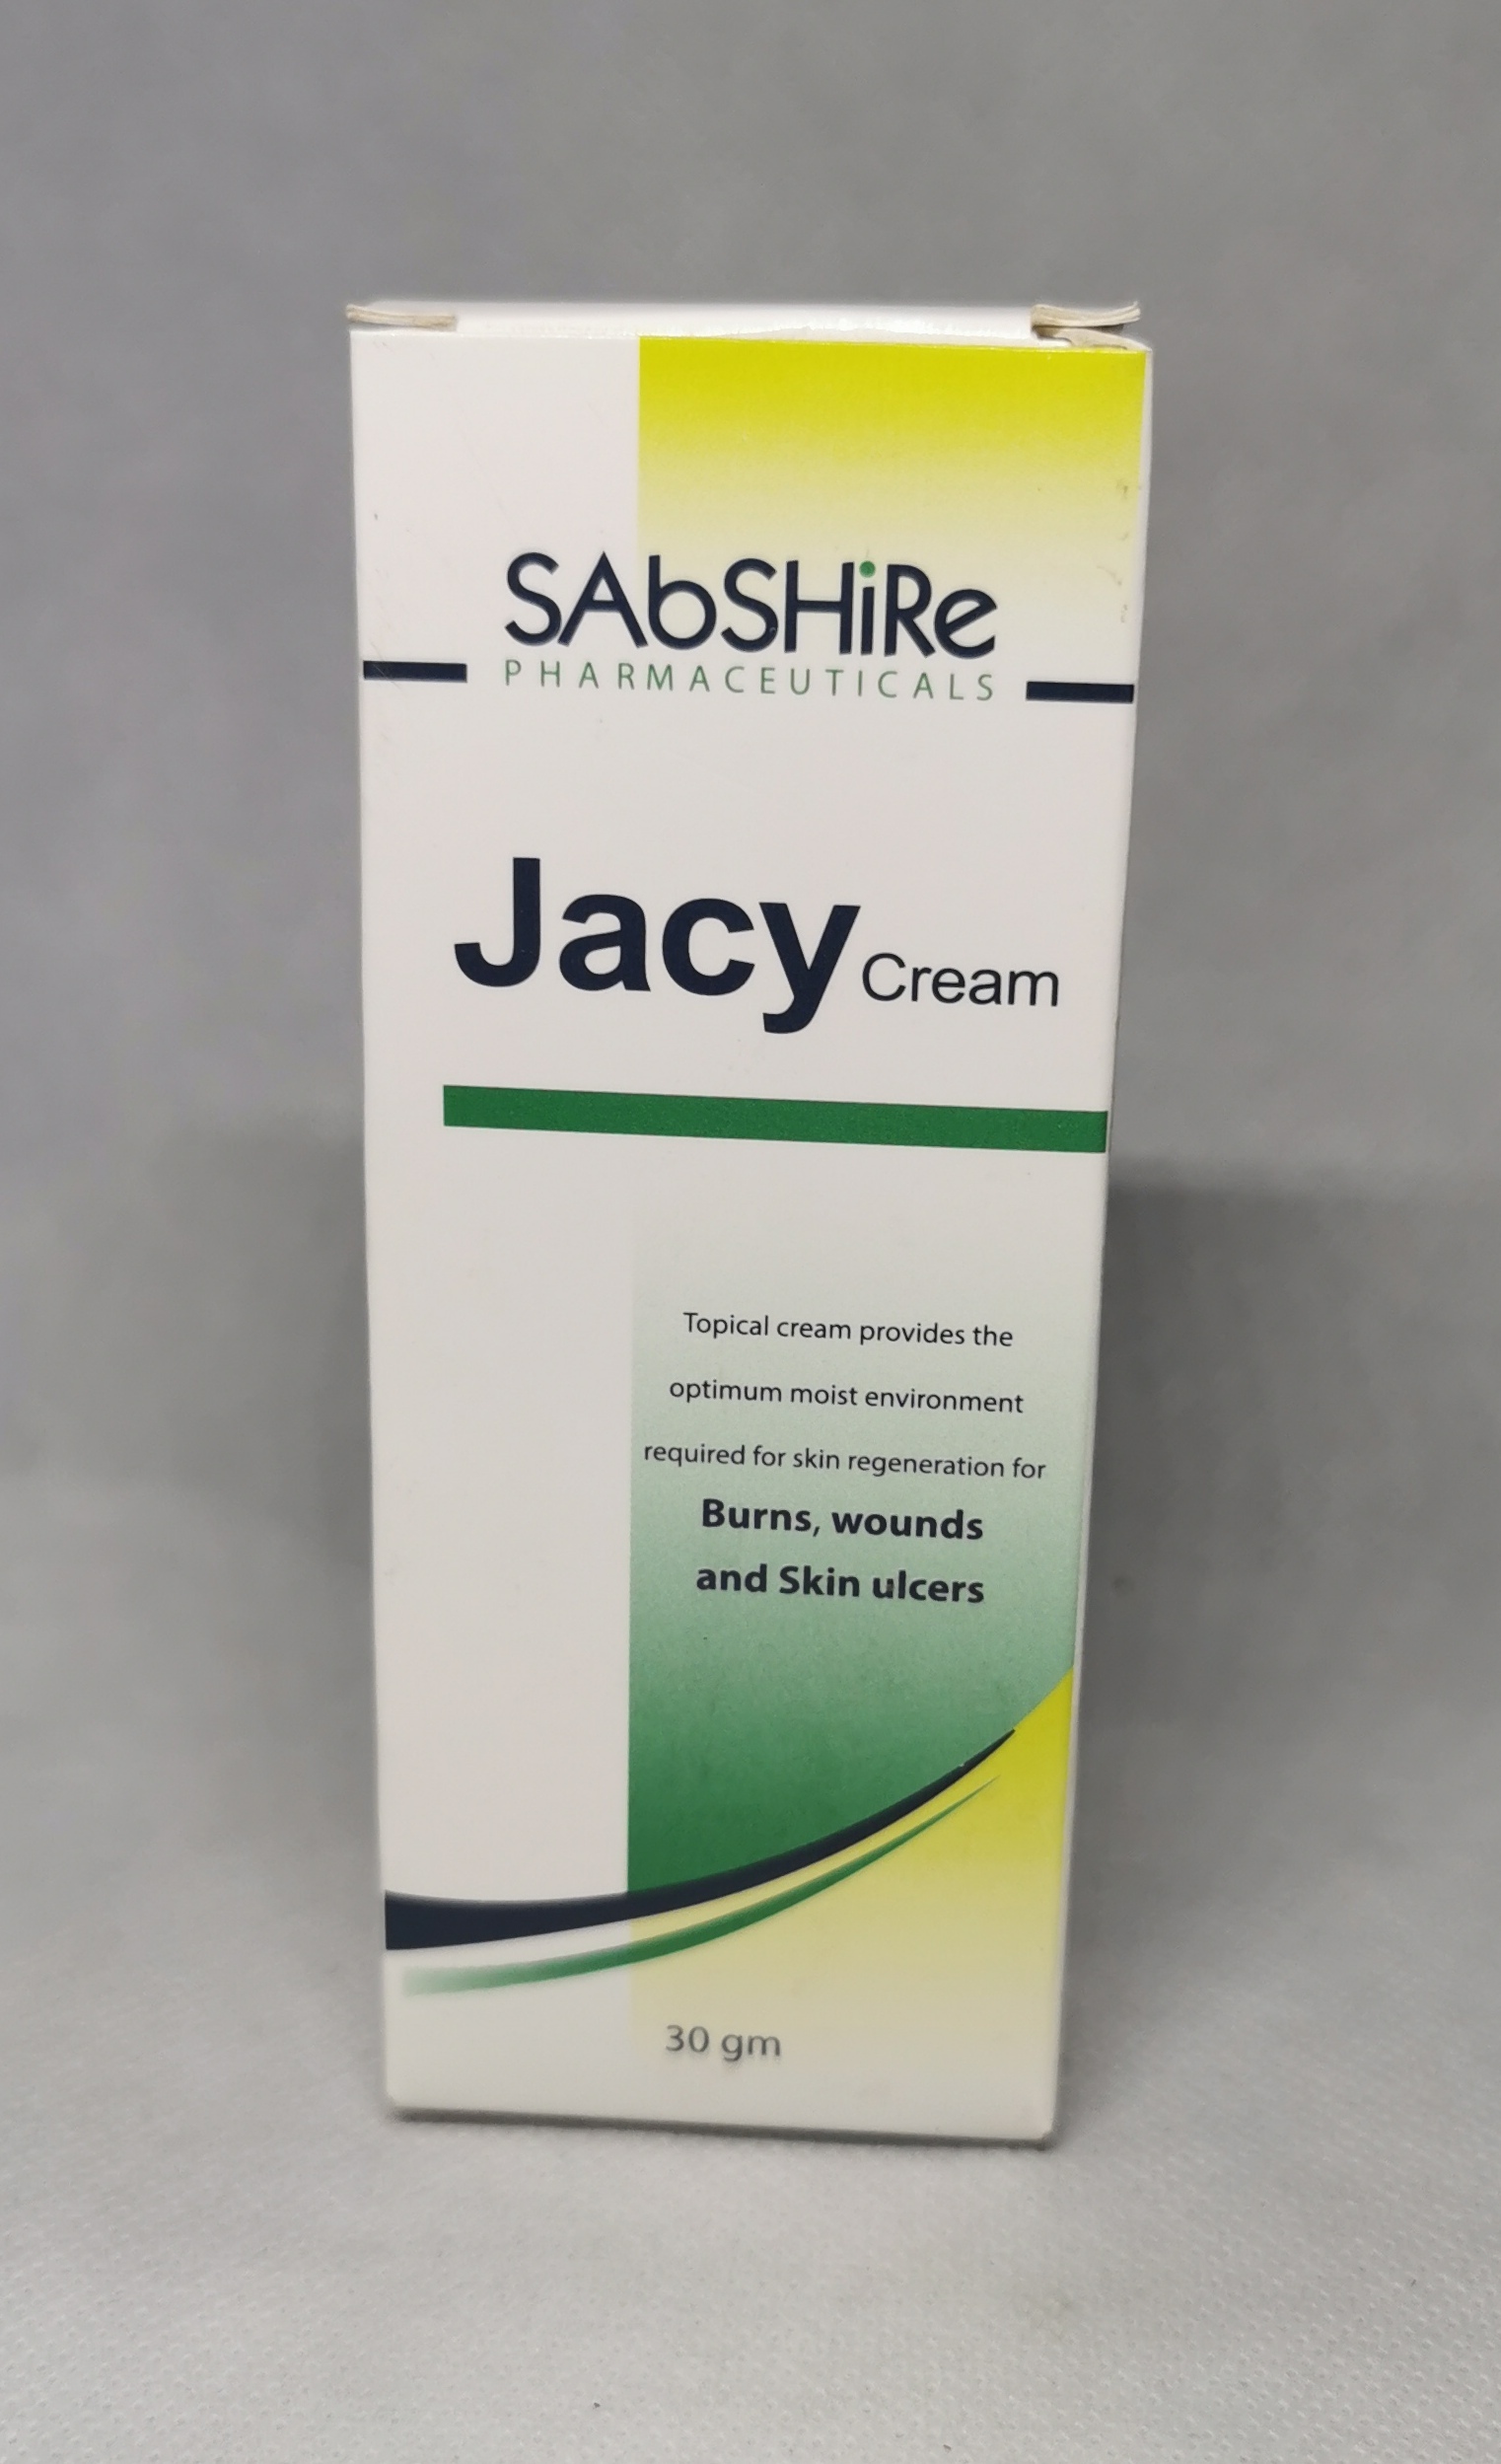 SAbSHiRe
PHARMACEUTICALS
Jacy Cream
Topical cream provides the
optimum moist environment
required for skin regeneration for
Burns, wounds
and Skin ulcers
30 gm